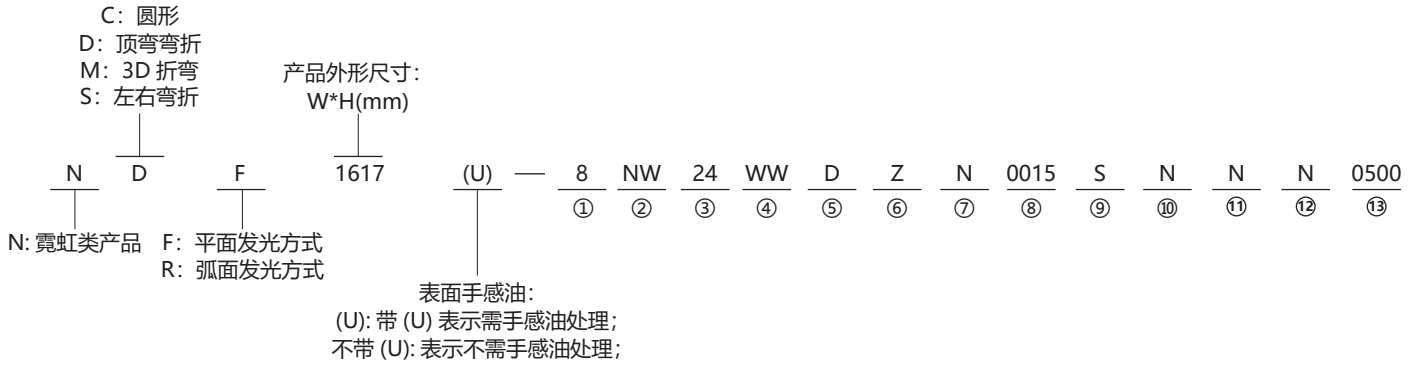 C：圆形
D：顶弯弯折
M：3D 折弯
S：左右弯折
产品外形尺寸：
W*H(mm)
N D F 1617 (U) — 8 NW 24 WW D Z N 0015 S N N N 0500
① ② ③ ④ ⑤ ⑥ ⑦ ⑧ ⑨ ⑩ ⑪ ⑫ ⑬
N: 霓虹类产品
F：平面发光方式
R：弧面发光方式
表面手感油：
(U): 带 (U) 表示需手感油处理；
不带 (U): 表示不需手感油处理；